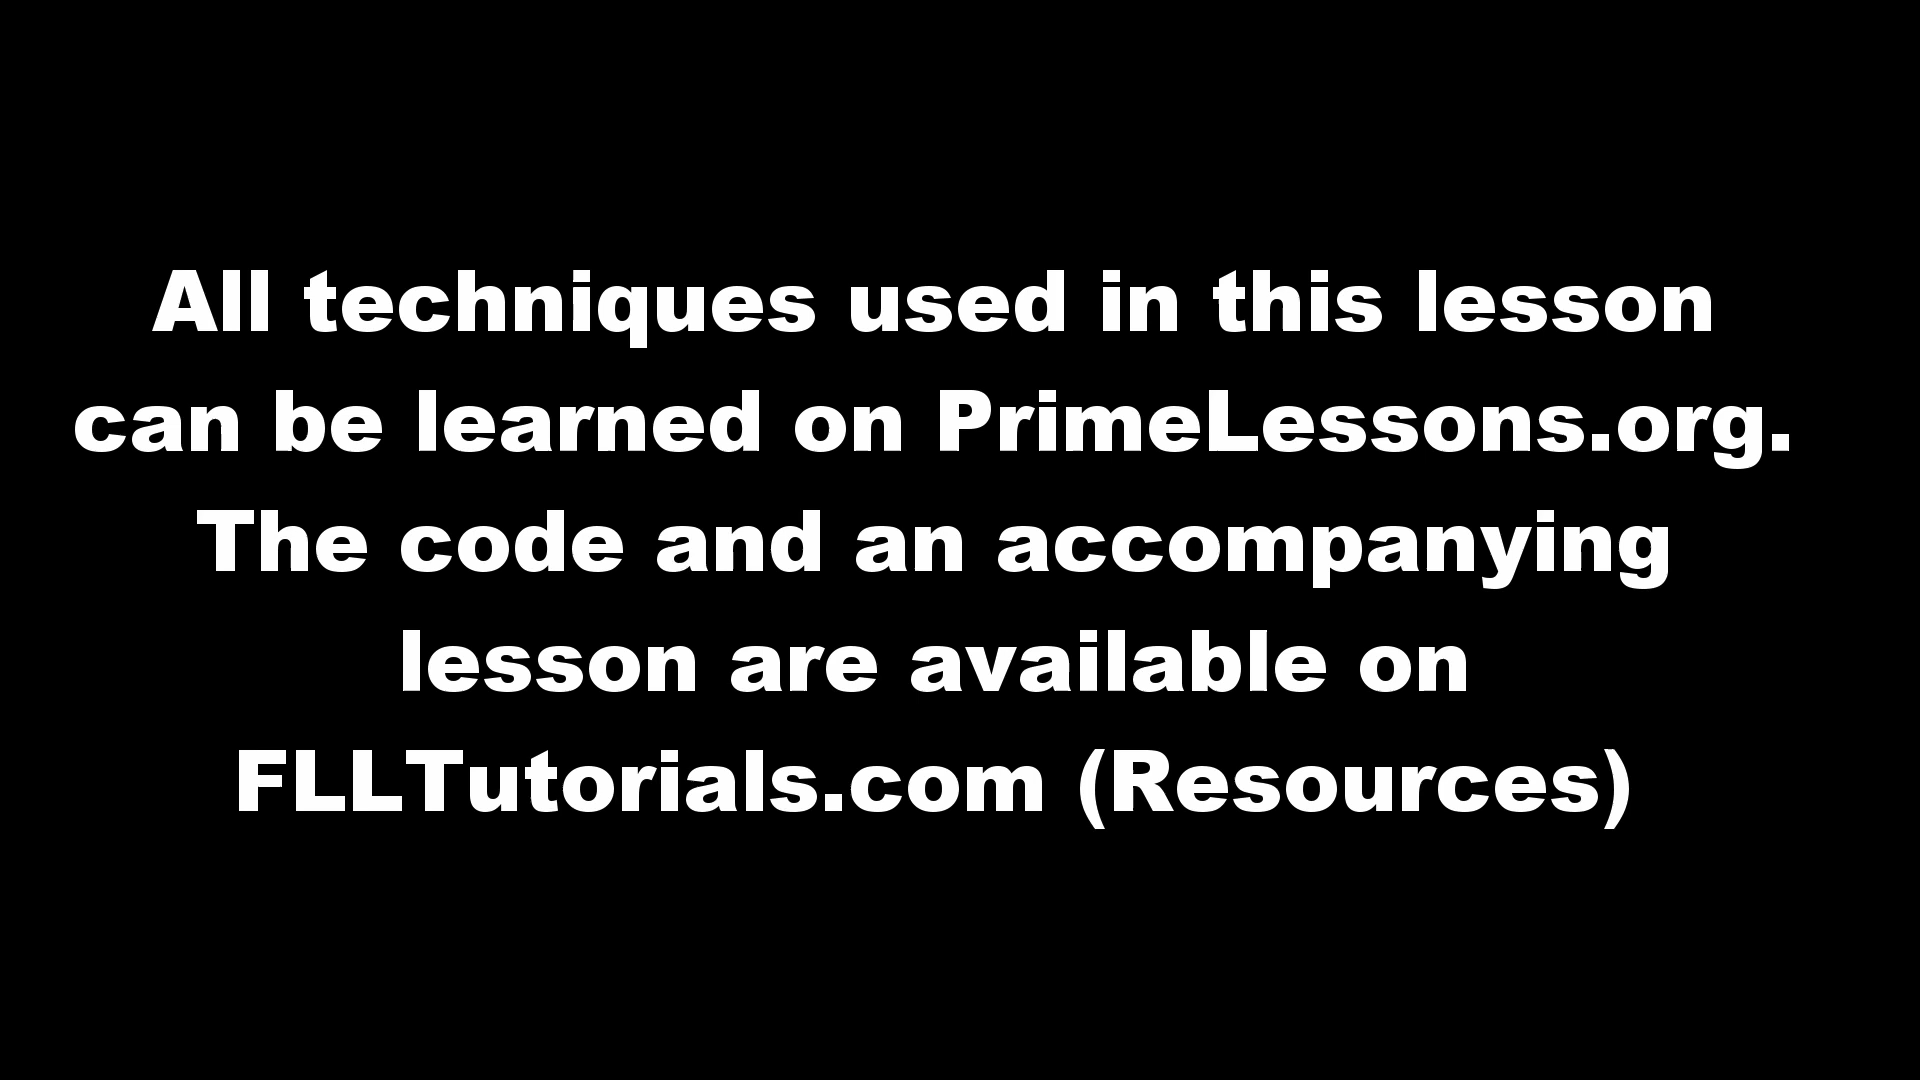 All techniques used in this lesson
can be learned on PrimeLessons.org.
The code and an accompanying
lesson are available on
FLLTutorials.com (Resources)